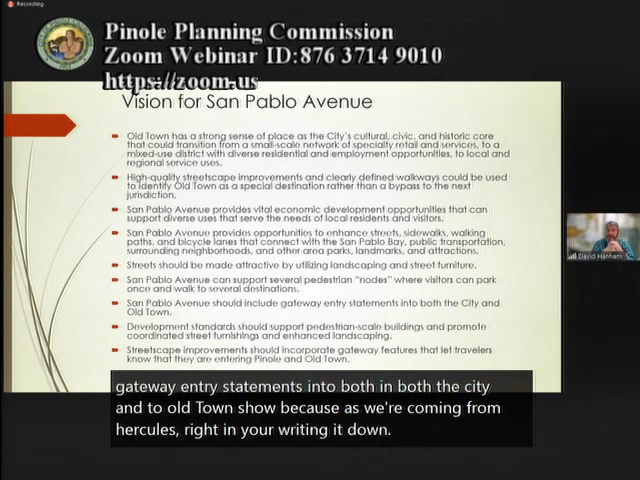 Recording
Pinole Planning Commission
Zoom Webinar ID:876 3714 9010
https://zoom.us
Vision for San Pablo Avenue
Old Town has a strong sense of place as the City's cultural, civic, and historic core
that could transition from a small-scale network of specialty retail and services, to a
mixed-use district with diverse residential and employment opportunities, to local and
regional service uses.
High-quality streetscape improvements and clearly defined walkways could be used
to identify Old Town as a special destination rather than a bypass to the next
jurisdiction.
San Pablo Avenue provides vital economic development opportunities that can
support diverse uses that serve the needs of local residents and visitors.
San Pablo Avenue provides opportunities to enhance streets, sidewalks, walking
paths, and bicycle lanes that connect with the San Pablo Bay, public transportation,
surrounding neighborhoods, and other area parks, landmarks, and attractions.
Streets should be made attractive by utilizing landscaping and street furniture.
San Pablo Avenue can support several pedestrian "nodes" where visitors can park
once and walk to several destinations.
San Pablo Avenue should include gateway entry statements into both the City and
Old Town.
Development standards should support pedestrian-scale buildings and promote
coordinated street furnishings and enhanced landscaping.
Streetscape improvements should incorporate gateway features that let travelers
know that they are entering Pinole and Old Town.
David Hanham
gateway entry statements into both in both the city
and to old Town show because as we're coming from
hercules, right in your writing it down.